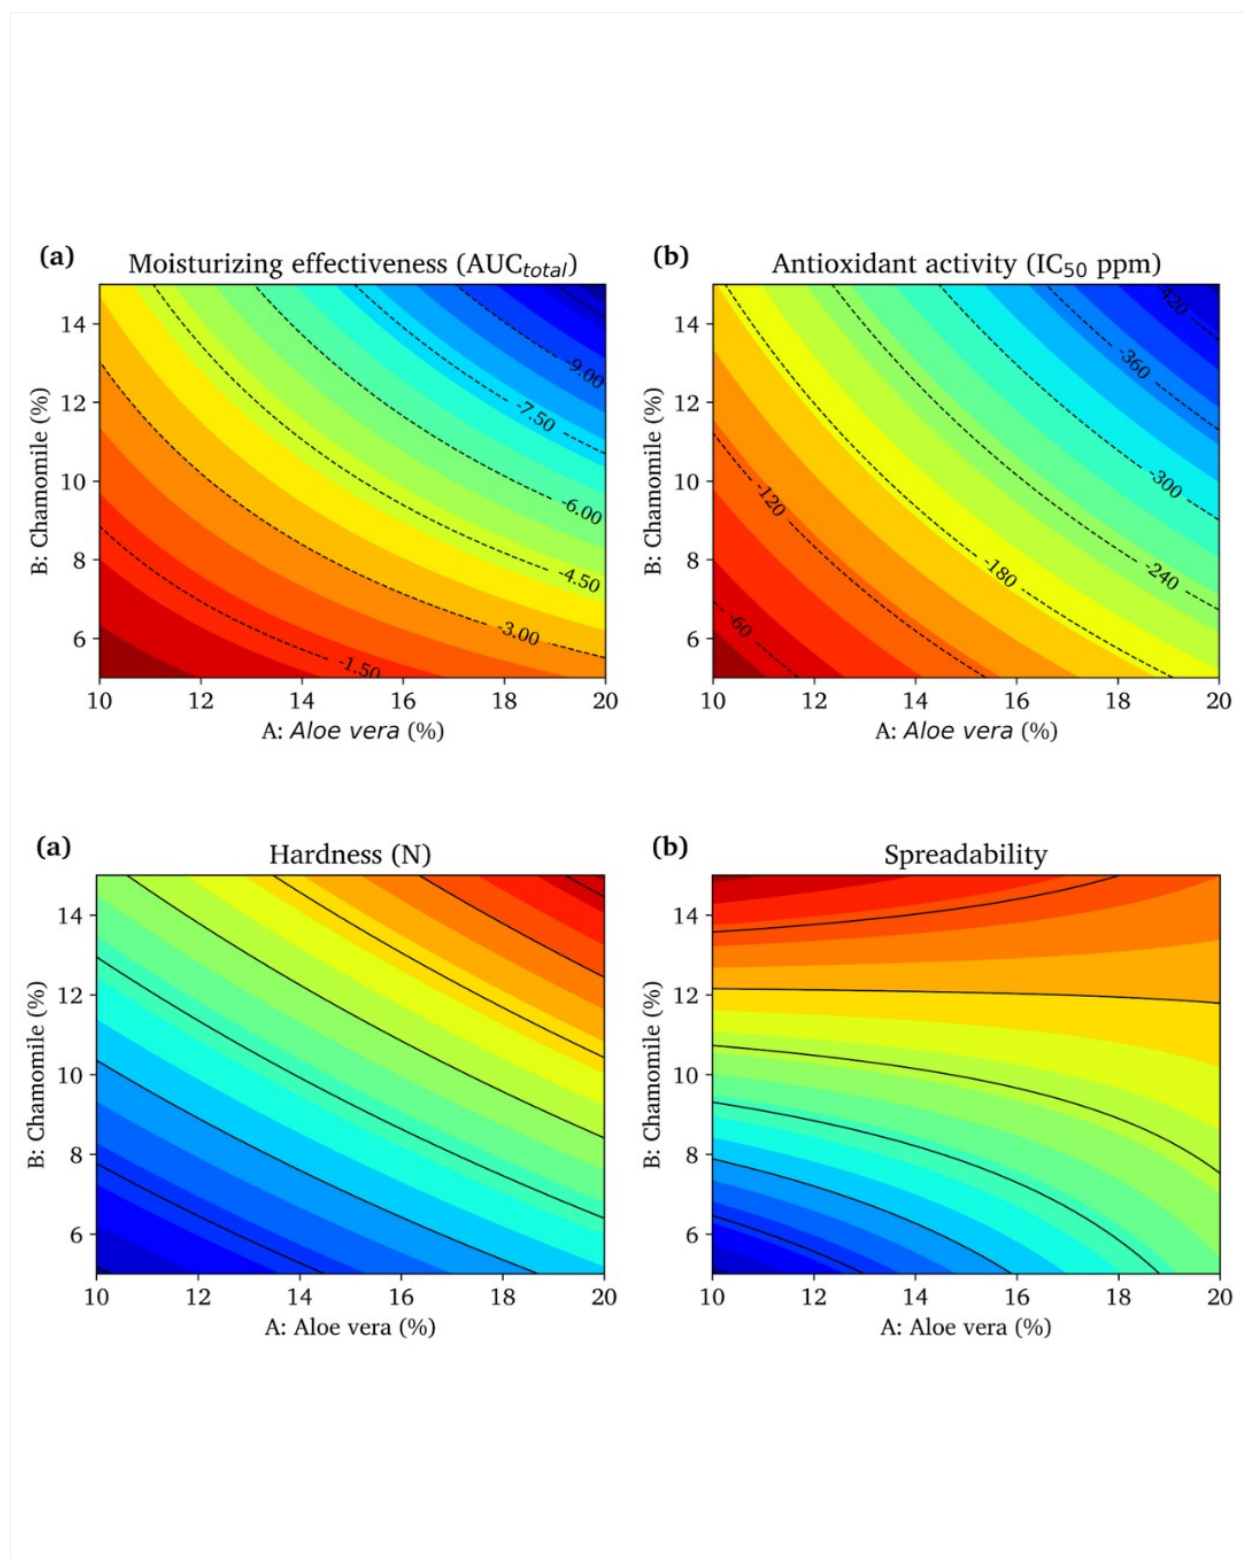 (a)
Moisturizing effectiveness (AUCtotal)
14
12
10
8
6
B: Chamomile (%)
-9.00
-7.50
-6.00
-4.50
-3.00
-1.50
10 12 14 16 18 20
A: Aloe vera (%)
(b)
Antioxidant activity (IC50 ppm)
14
12
10
8
6
B: Chamomile (%)
-420
-360
-300
-240
-180
-120
-60
10 12 14 16 18 20
A: Aloe vera (%)
(a)
Hardness (N)
14
12
10
8
6
B: Chamomile (%)
10 12 14 16 18 20
A: Aloe vera (%)
(b)
Spreadability
14
12
10
8
6
B: Chamomile (%)
10 12 14 16 18 20
A: Aloe vera (%)